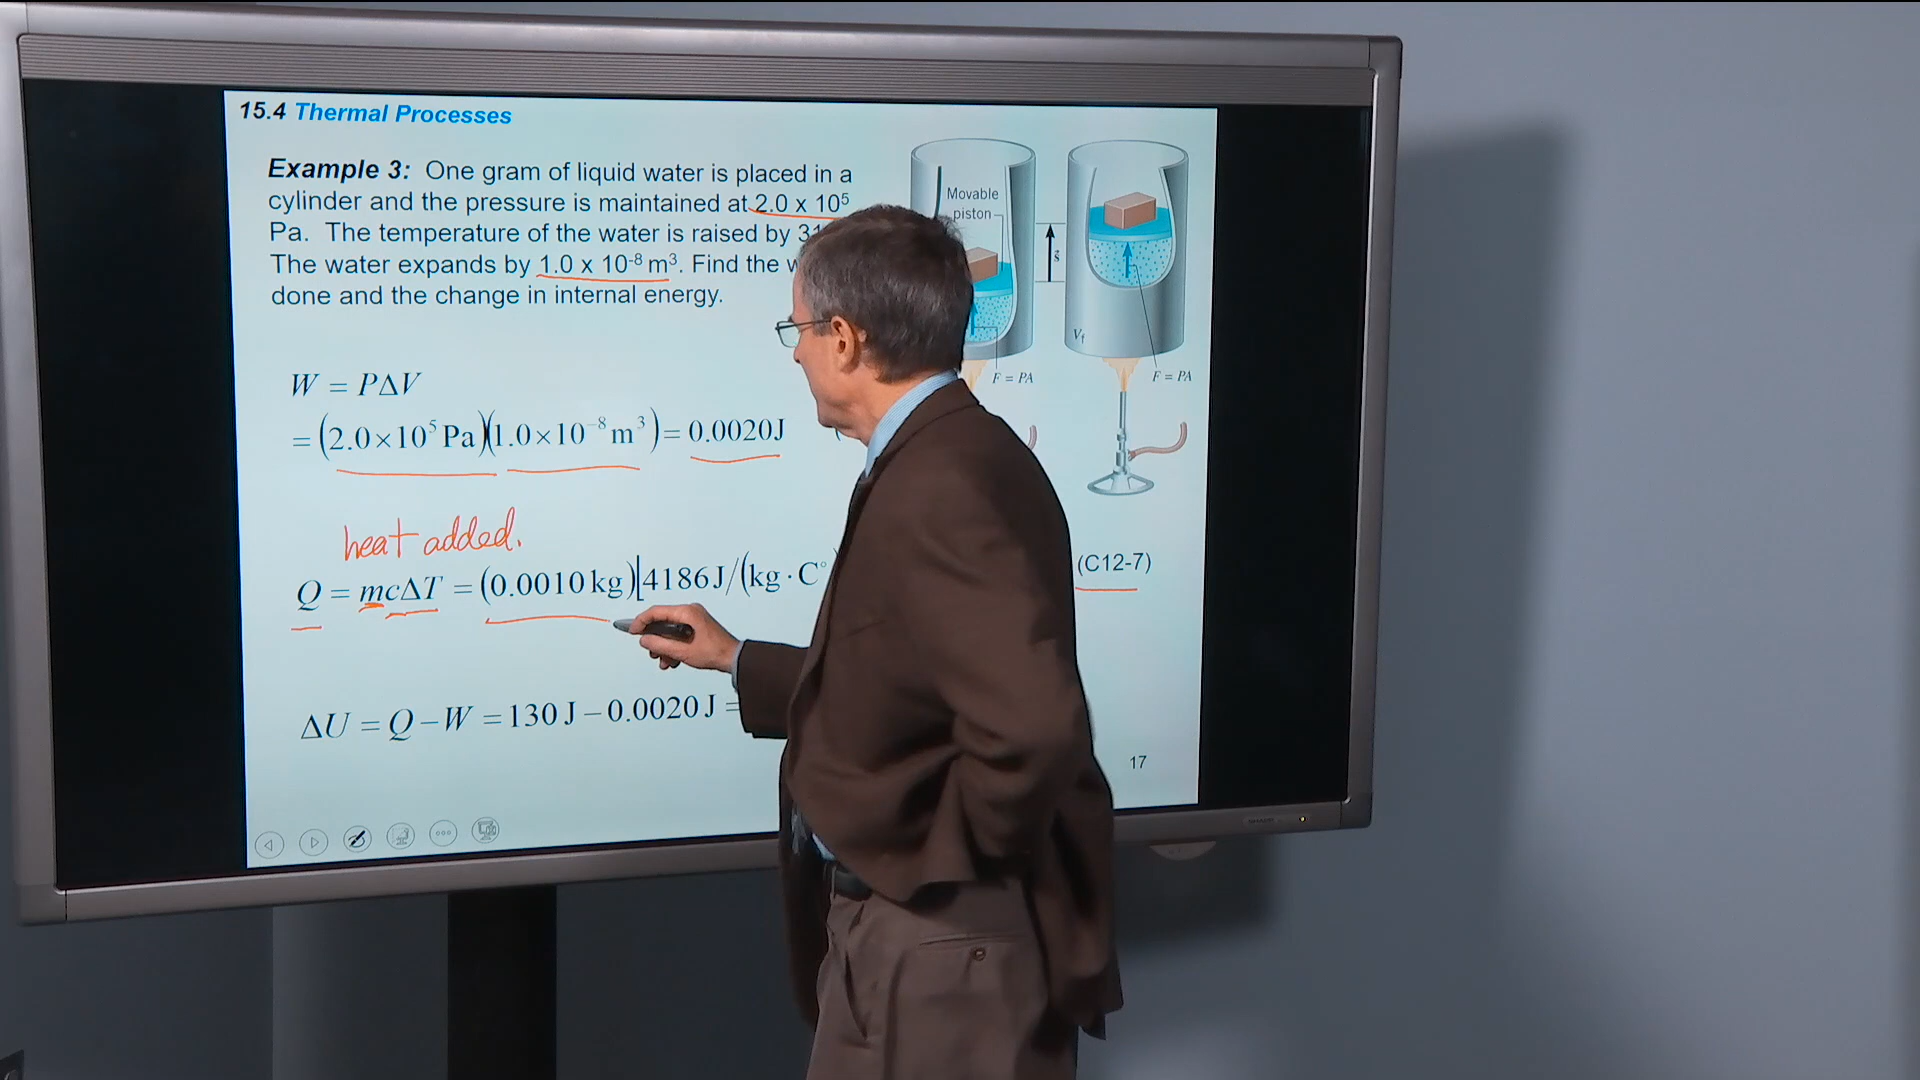 15.4 Thermal Processes
Example 3: One gram of liquid water is placed in a
cylinder and the pressure is maintained at 2.0 x 10⁵
Pa. The temperature of the water is raised by
The water expands by 1.0 x 10⁻⁸ m³. Find the
done and the change in internal energy.
Movable
piston
s
V_f
F = PA
F = PA
W = PΔV
= (2.0×10⁵ Pa)(1.0×10⁻⁸ m³) = 0.0020J
heat added.
Q = mcΔT = (0.0010 kg)[4186 J/(kg·C°
(C12-7)
ΔU = Q − W = 130 J − 0.0020 J =
17
SHARP